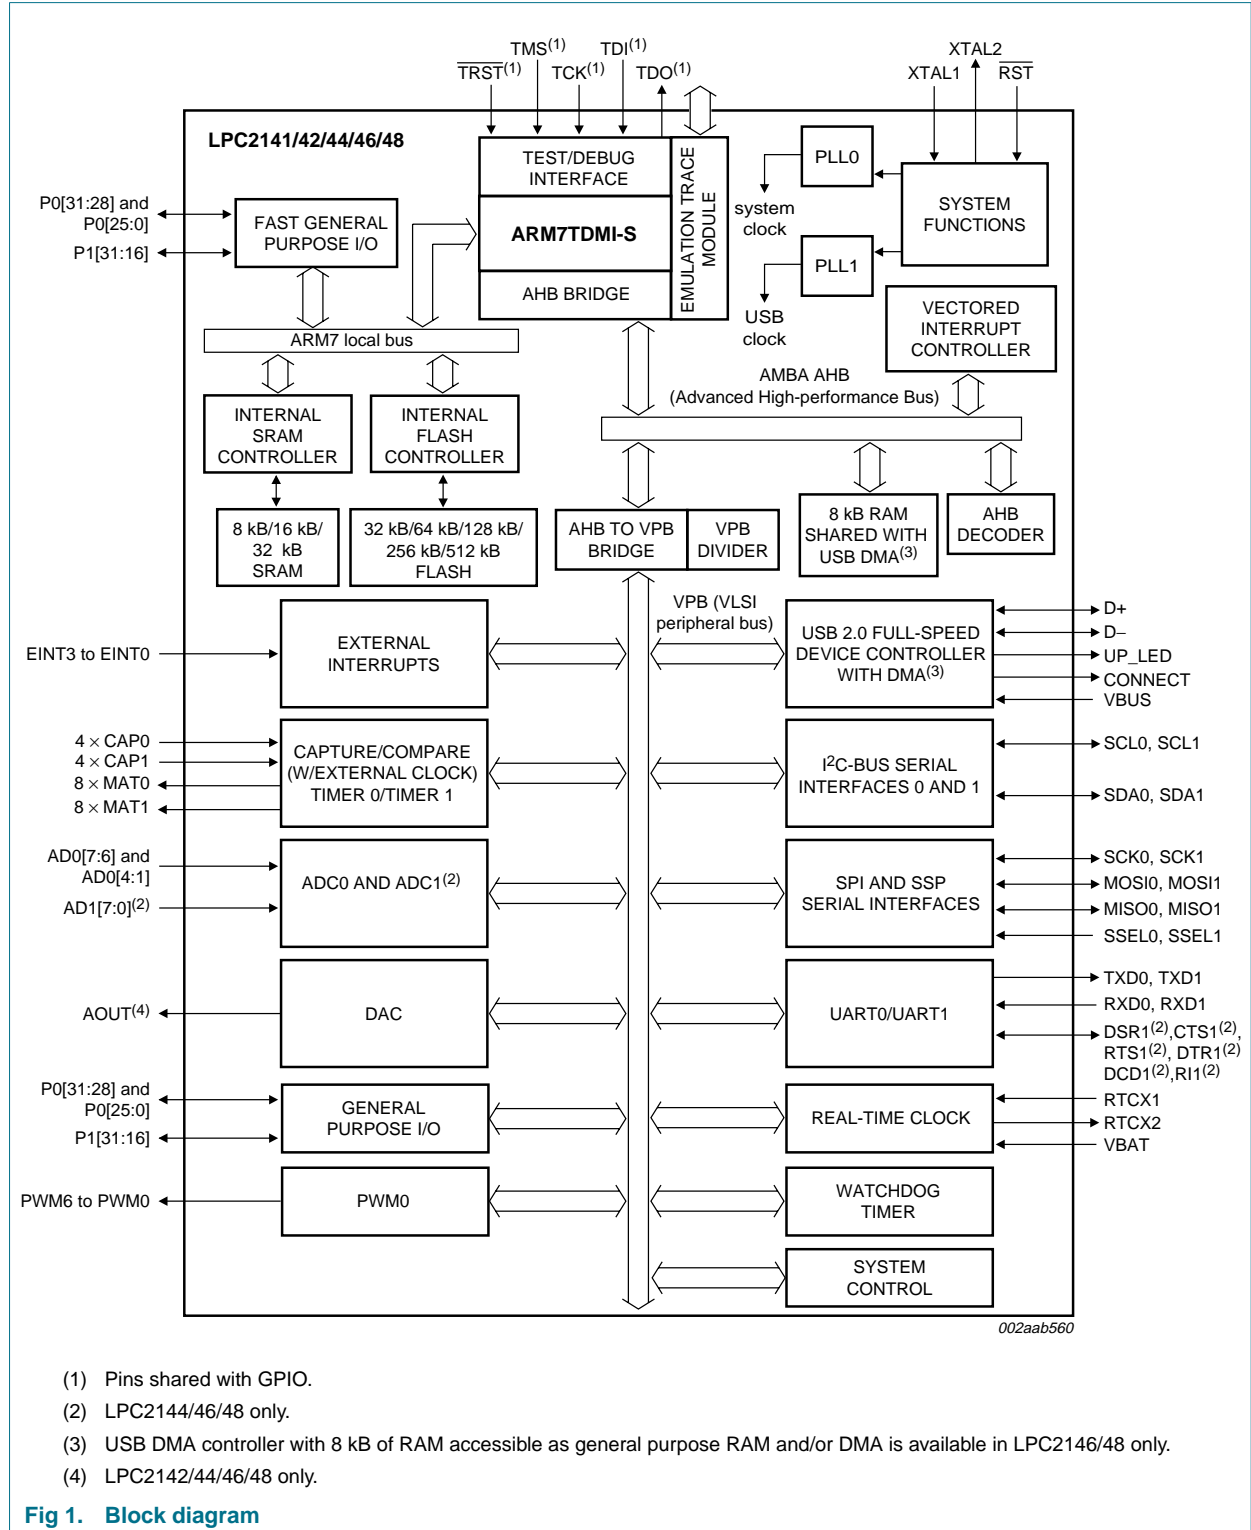 TMS(1) TDI(1) XTAL2
TRST(1) TCK(1) TDO(1) XTAL1 RST
LPC2141/42/44/46/48
TEST/DEBUG
INTERFACE
ARM7TDMI-S
AHB BRIDGE
EMULATION TRACE
MODULE
PLL0
system
clock
PLL1
USB
clock
SYSTEM
FUNCTIONS
P0[31:28] and
P0[25:0]
P1[31:16]
FAST GENERAL
PURPOSE I/O
VECTORED
INTERRUPT
CONTROLLER
ARM7 local bus
AMBA AHB
(Advanced High-performance Bus)
INTERNAL
SRAM
CONTROLLER
INTERNAL
FLASH
CONTROLLER
8 kB/16 kB/
32 kB
SRAM
32 kB/64 kB/128 kB/
256 kB/512 kB
FLASH
AHB TO VPB
BRIDGE
VPB
DIVIDER
8 kB RAM
SHARED WITH
USB DMA(3)
AHB
DECODER
VPB (VLSI
peripheral bus)
EINT3 to EINT0
EXTERNAL
INTERRUPTS
USB 2.0 FULL-SPEED
DEVICE CONTROLLER
WITH DMA(3)
D+
D−
UP_LED
CONNECT
VBUS
4 × CAP0
4 × CAP1
8 × MAT0
8 × MAT1
CAPTURE/COMPARE
(W/EXTERNAL CLOCK)
TIMER 0/TIMER 1
I2C-BUS SERIAL
INTERFACES 0 AND 1
SCL0, SCL1
SDA0, SDA1
AD0[7:6] and
AD0[4:1]
AD1[7:0](2)
ADC0 AND ADC1(2)
SPI AND SSP
SERIAL INTERFACES
SCK0, SCK1
MOSI0, MOSI1
MISO0, MISO1
SSEL0, SSEL1
AOUT(4)
DAC
UART0/UART1
TXD0, TXD1
RXD0, RXD1
DSR1(2),CTS1(2),
RTS1(2), DTR1(2)
DCD1(2),RI1(2)
P0[31:28] and
P0[25:0]
P1[31:16]
GENERAL
PURPOSE I/O
REAL-TIME CLOCK
RTCX1
RTCX2
VBAT
PWM6 to PWM0
PWM0
WATCHDOG
TIMER
SYSTEM
CONTROL
002aab560
(1) Pins shared with GPIO.
(2) LPC2144/46/48 only.
(3) USB DMA controller with 8 kB of RAM accessible as general purpose RAM and/or DMA is available in LPC2146/48 only.
(4) LPC2142/44/46/48 only.
Fig 1. Block diagram